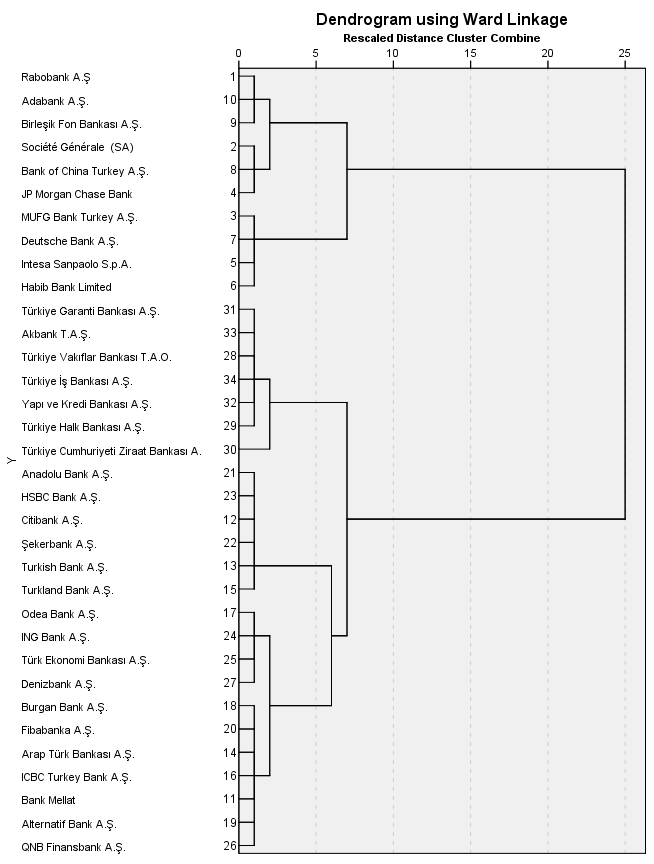 Dendrogram using Ward Linkage
Rescaled Distance Cluster Combine
0 5 10 15 20 25
Rabobank A.Ş 1
Adabank A.Ş. 10
Birleşik Fon Bankası A.Ş. 9
Société Générale (SA) 2
Bank of China Turkey A.Ş. 8
JP Morgan Chase Bank 4
MUFG Bank Turkey A.Ş. 3
Deutsche Bank A.Ş. 7
Intesa Sanpaolo S.p.A. 5
Habib Bank Limited 6
Türkiye Garanti Bankası A.Ş. 31
Akbank T.A.Ş. 33
Türkiye Vakıflar Bankası T.A.O. 28
Türkiye İş Bankası A.Ş. 34
Yapı ve Kredi Bankası A.Ş. 32
Türkiye Halk Bankası A.Ş. 29
Türkiye Cumhuriyeti Ziraat Bankası A. 30
Y
Anadolu Bank A.Ş. 21
HSBC Bank A.Ş. 23
Citibank A.Ş. 12
Şekerbank A.Ş. 22
Turkish Bank A.Ş. 13
Turkland Bank A.Ş. 15
Odea Bank A.Ş. 17
ING Bank A.Ş. 24
Türk Ekonomi Bankası A.Ş. 25
Denizbank A.Ş. 27
Burgan Bank A.Ş. 18
Fibabanka A.Ş. 20
Arap Türk Bankası A.Ş. 14
ICBC Turkey Bank A.Ş. 16
Bank Mellat 11
Alternatif Bank A.Ş. 19
QNB Finansbank A.Ş. 26